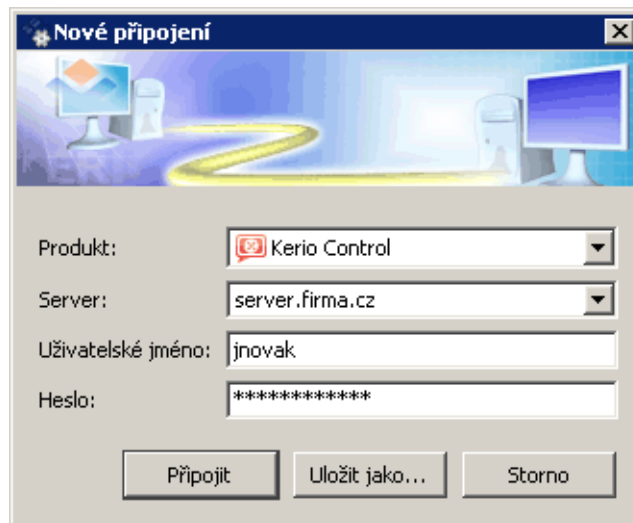 Nové připojení
Produkt: Kerio Control
Server: server.firma.cz
Uživatelské jméno: jnovak
Heslo: ************
Připojit Uložit jako... Storno